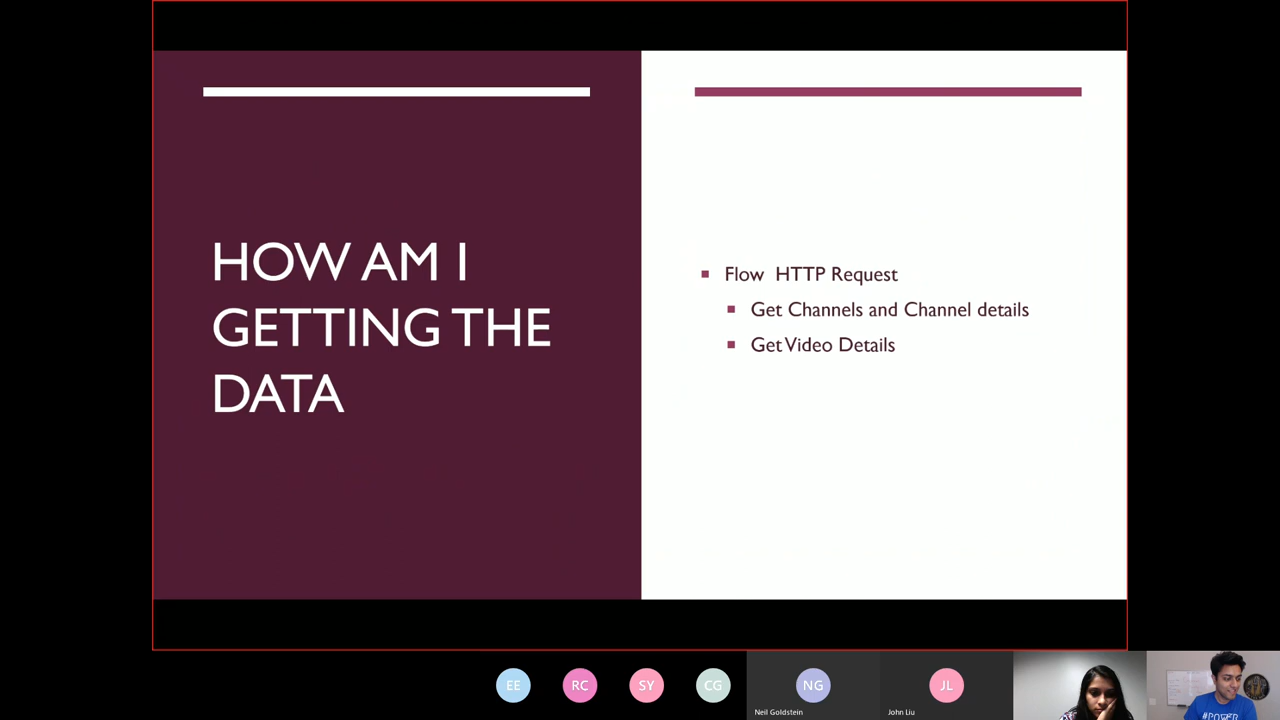 HOW AM I
GETTING THE
DATA
Flow  HTTP Request
Get Channels and Channel details
Get Video Details
EE
RC
SY
CG
NG
Neil Goldstein
JL
John Liu
#POWER